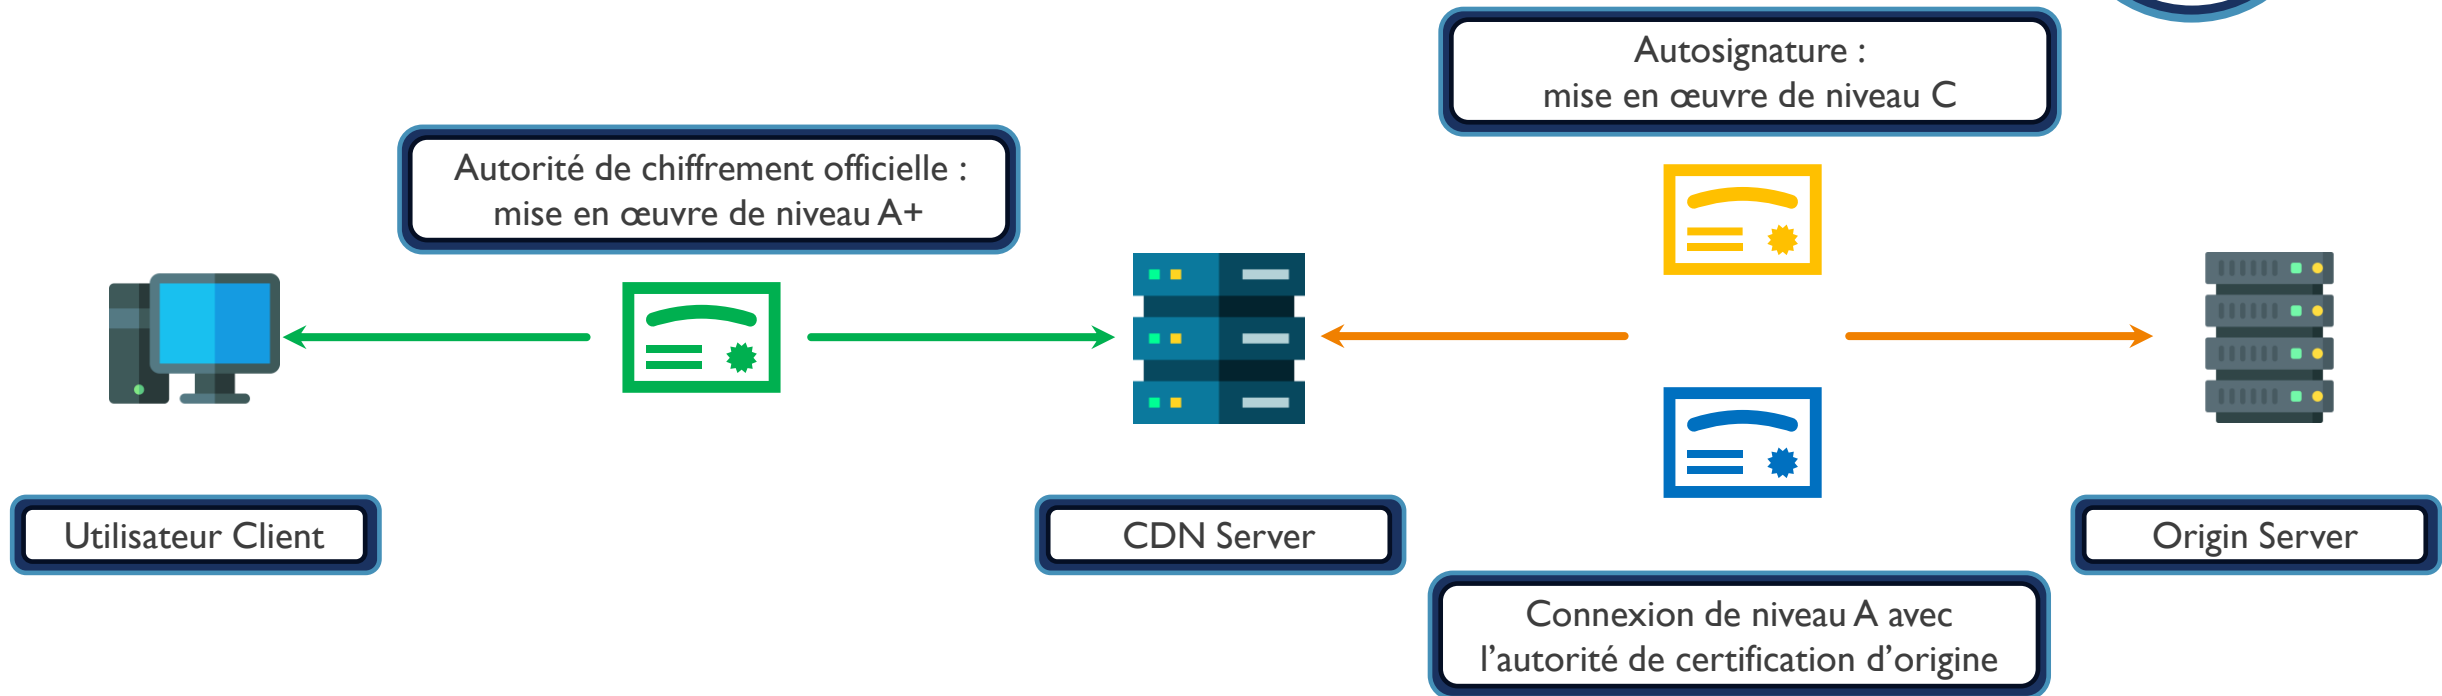 Autosignature :
mise en œuvre de niveau C
Autorité de chiffrement officielle :
mise en œuvre de niveau A+
Utilisateur Client
CDN Server
Origin Server
Connexion de niveau A avec
l’autorité de certification d’origine